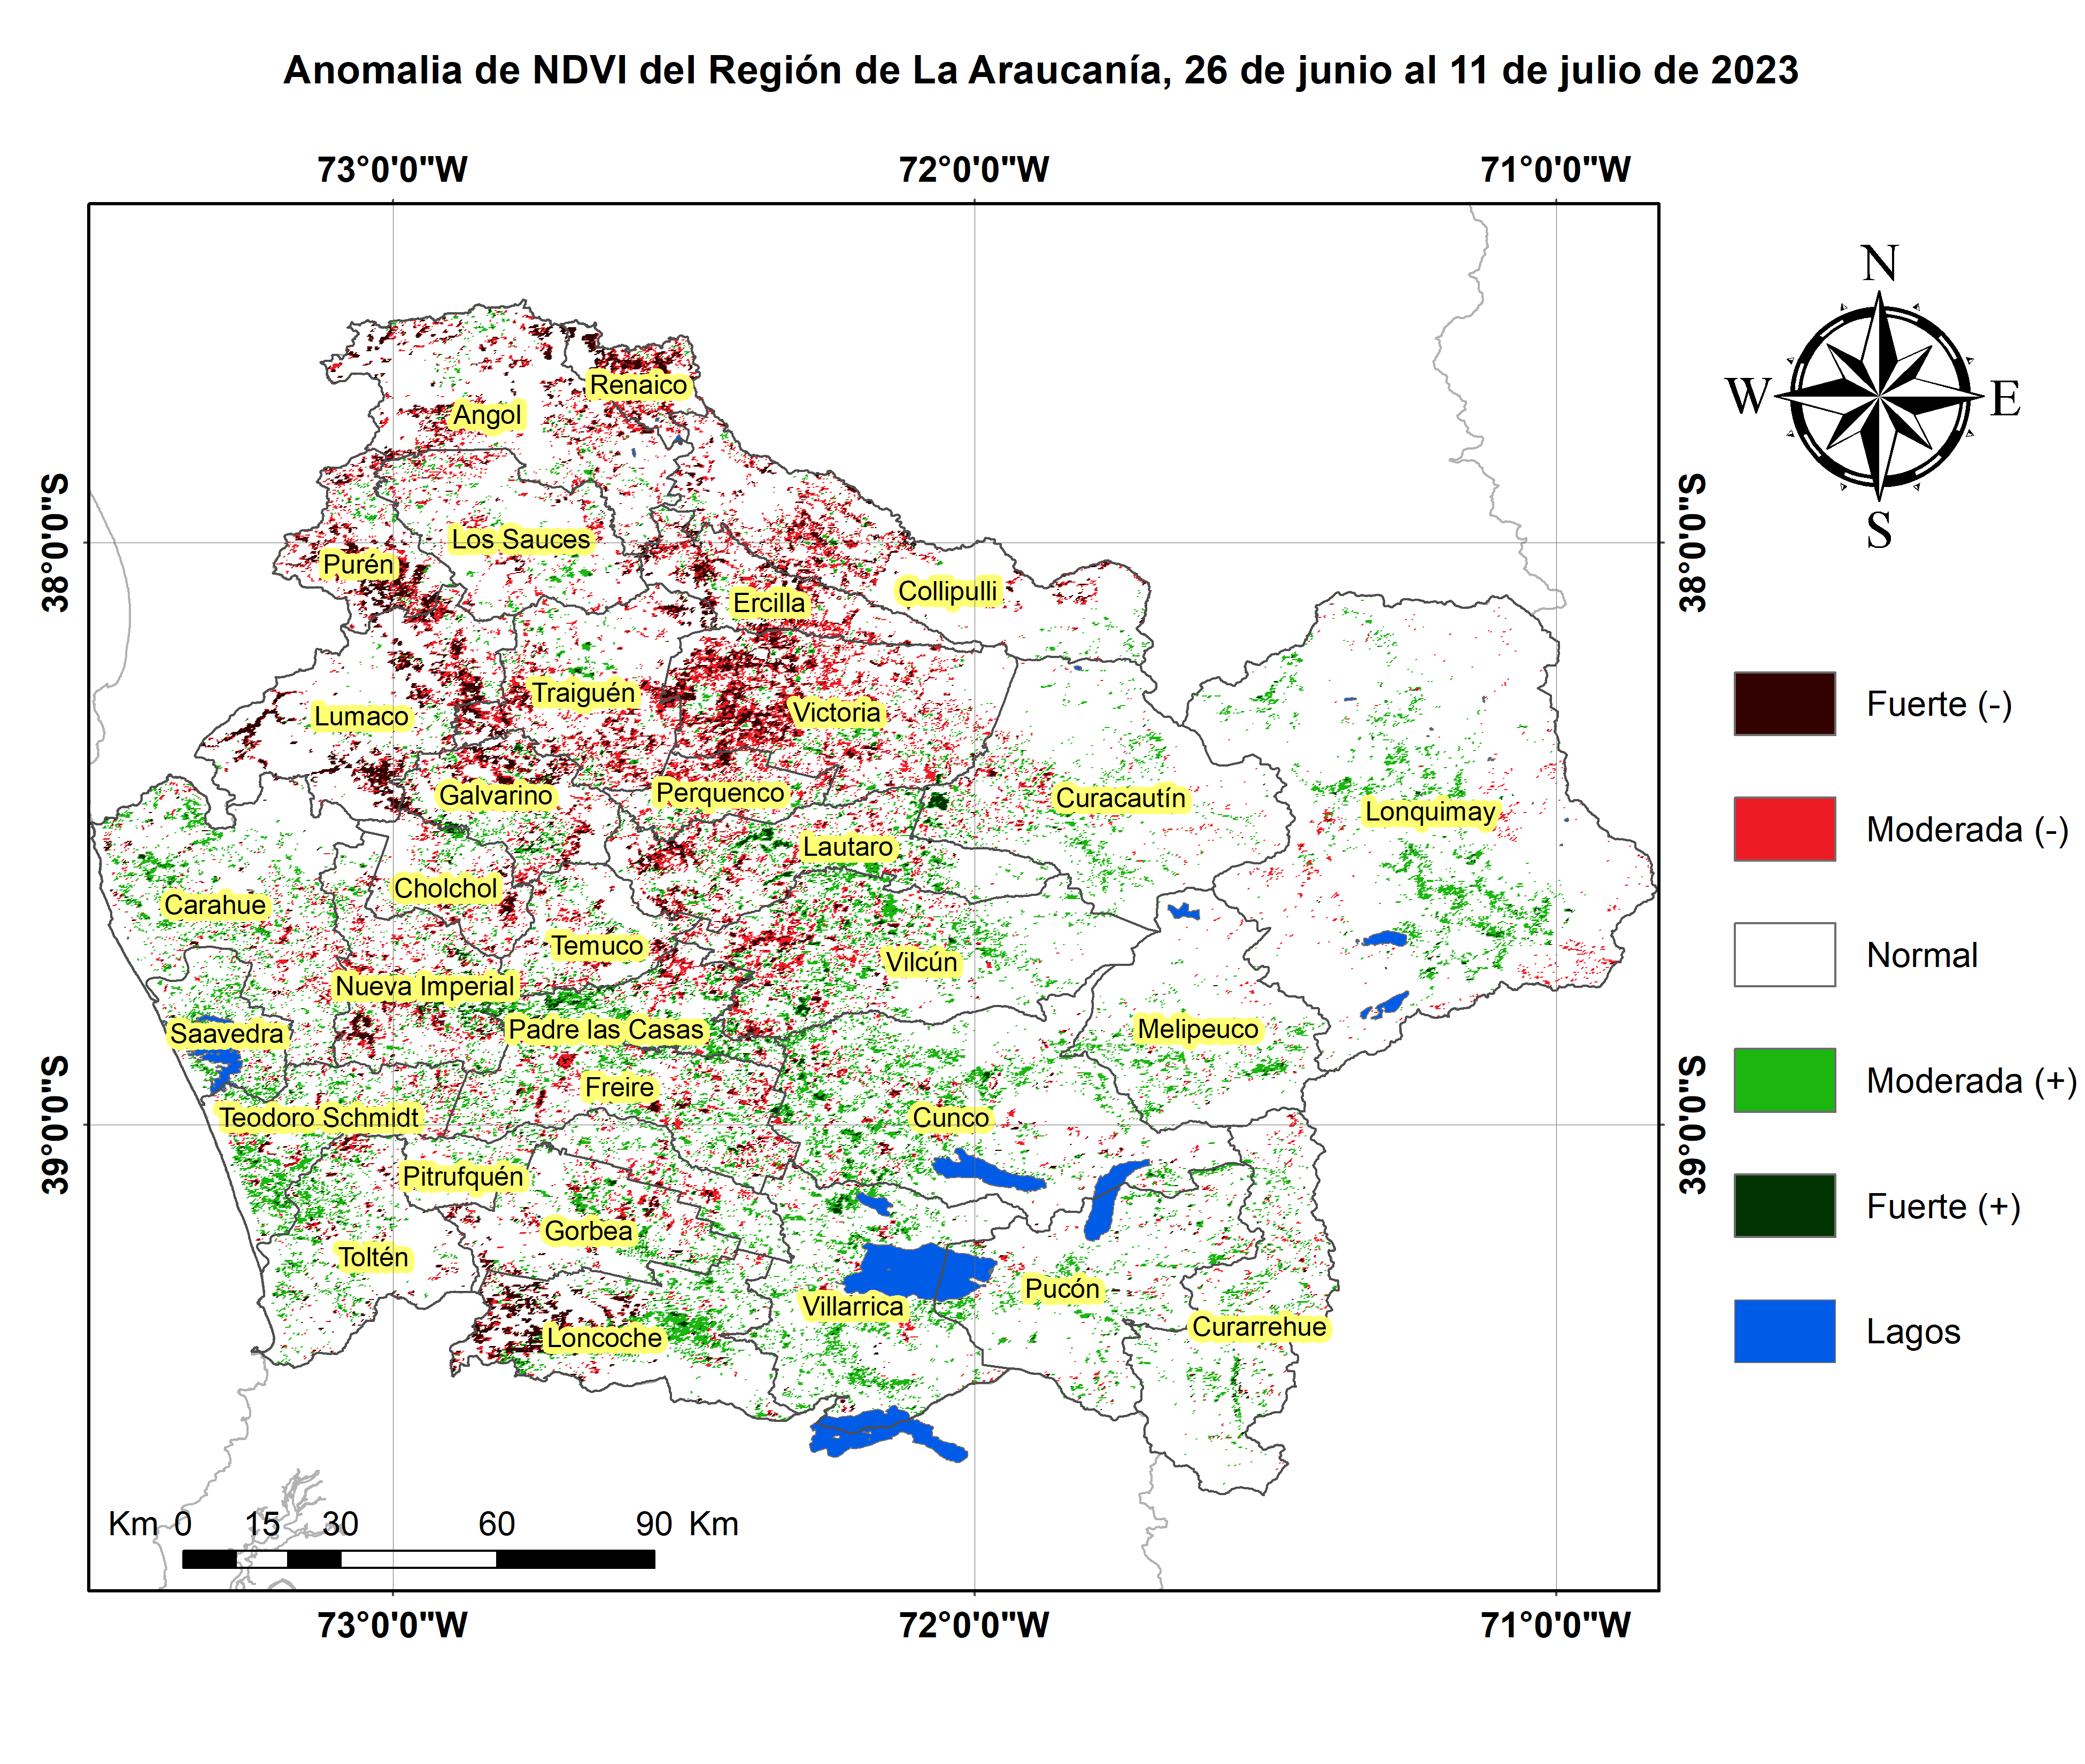 Anomalia de NDVI del Región de La Araucanía, 26 de junio al 11 de julio de 2023
73°0'0"W 72°0'0"W 71°0'0"W
N
W E
S
38°0'0"S
38°0'0"S
39°0'0"S
39°0'0"S
Renaico
Angol
Los Sauces
Purén
Collipulli
Ercilla
Traiguén
Victoria
Lumaco
Galvarino
Perquenco
Curacautín
Lonquimay
Lautaro
Cholchol
Carahue
Temuco
Vilcún
Nueva Imperial
Saavedra
Padre las Casas
Melipeuco
Freire
Teodoro Schmidt
Cunco
Pitrufquén
Gorbea
Toltén
Pucón
Villarrica
Curarrehue
Loncoche
Fuerte (-)
Moderada (-)
Normal
Moderada (+)
Fuerte (+)
Lagos
Km 0 15 30 60 90 Km
73°0'0"W 72°0'0"W 71°0'0"W